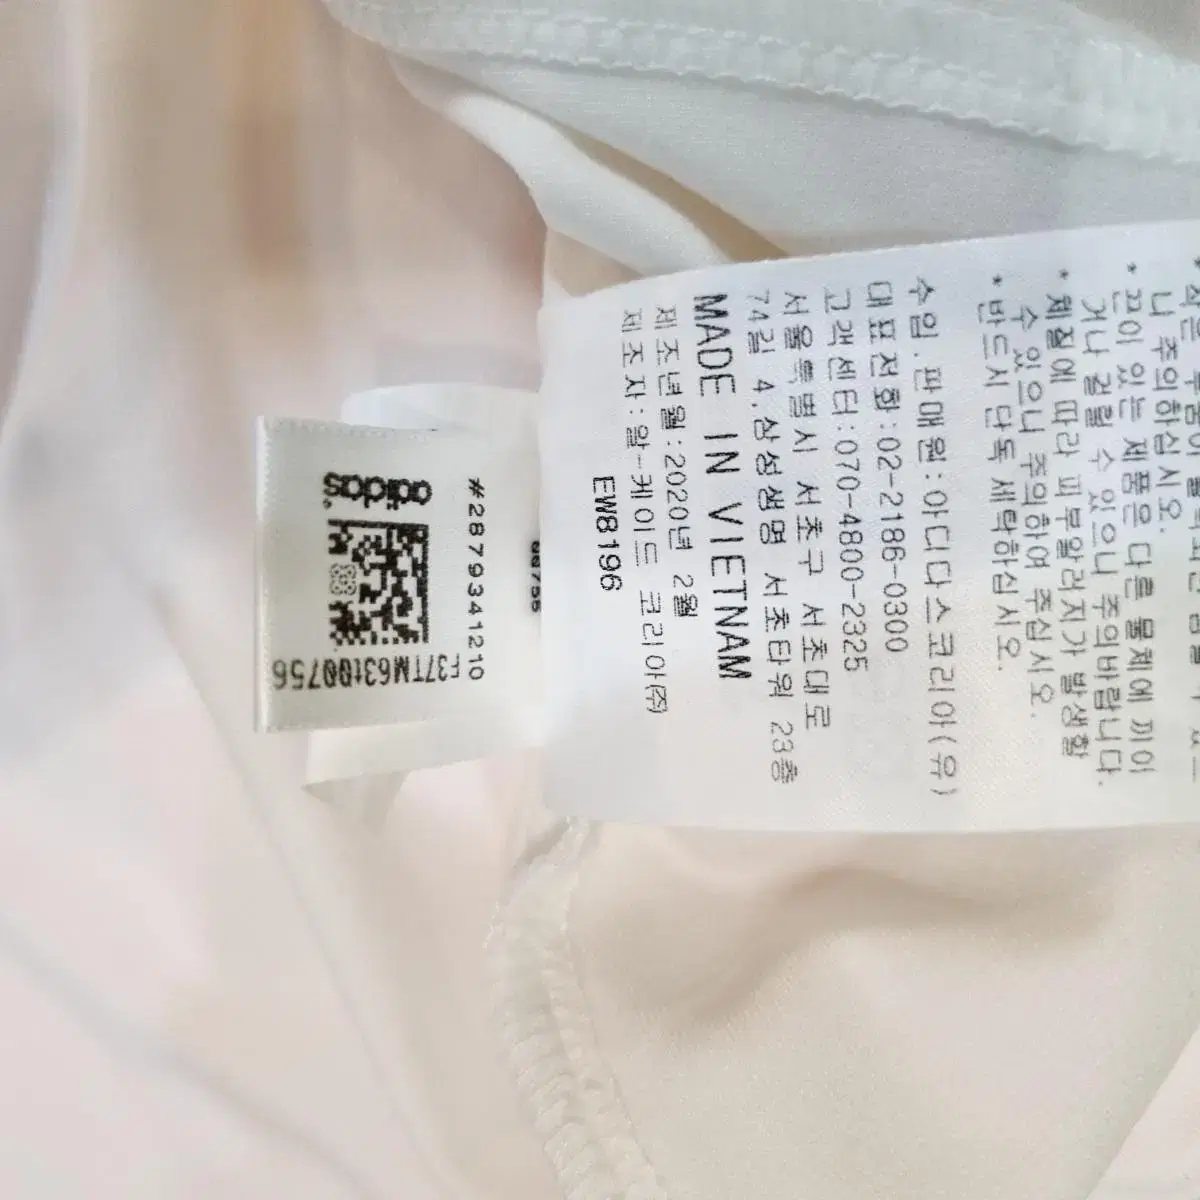 니 주의하십시오.
* 끈이 있는 제품은 다른 물체에 끼이
거나 걸릴 수 있으니 주의바랍니다.
* 체질에 따라 피부알러지가 발생할
수 있으니 주의하여 주십시오.
* 반드시 단독 세탁하십시오.
수입.판매원:아디다스코리아(유)
대표전화:02-2186-0300
고객센터:070-4800-2325
서울특별시 서초구 서초대로
74길 4,삼성생명 서초타워 23층
MADE IN VIETNAM
제조년월:2020년 2월
제조자:왈-케이드 코리아㈜
EW8196
#2879341210
adidas
F37TM63t00756